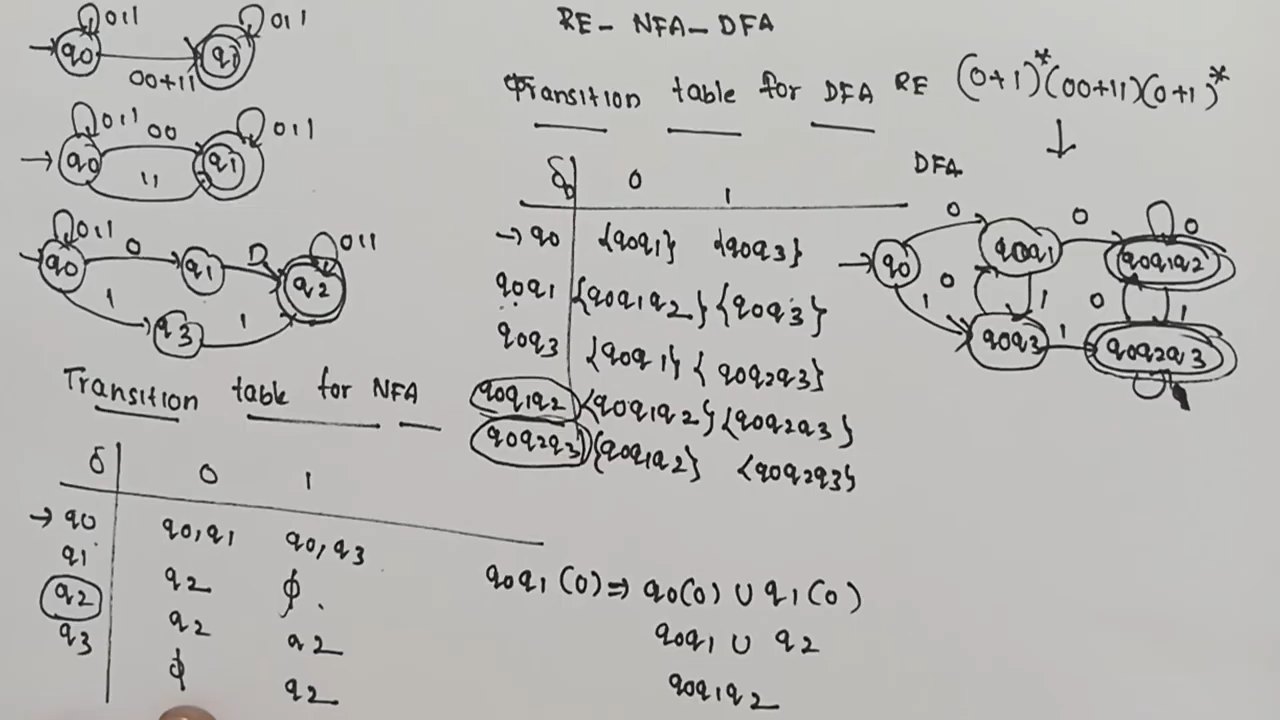 RE - NFA - DFA
Transition table for DFA RE (0+1)*(00+11)(0+1)*
0,1 0,1
→ q0 q1
00+11
0,1 00 0,1
→ q0 q1
11
0,1 0 0 0,1
q0 q1 q2
1 q3 1
Transition table for NFA
δ 0 1
→ q0 q0,q1 q0,q3
q1 q2 ϕ
q2 q2 q2
q3 ϕ q2
δD 0 1
→ q0 {q0q1} {q0q3}
q0q1 {q0q1q2} {q0q3}
q0q3 {q0q1} {q0q2q3}
q0q1q2 {q0q1q2} {q0q2q3}
q0q2q3 {q0q1q2} {q0q2q3}
q0q1(0) => q0(0) ∪ q1(0)
q0q1 ∪ q2
q0q1q2
DFA
0 0 0
→ q0 q0q1 q0q1q2
1 0 1 0 1
q0q3 1 q0q2q3